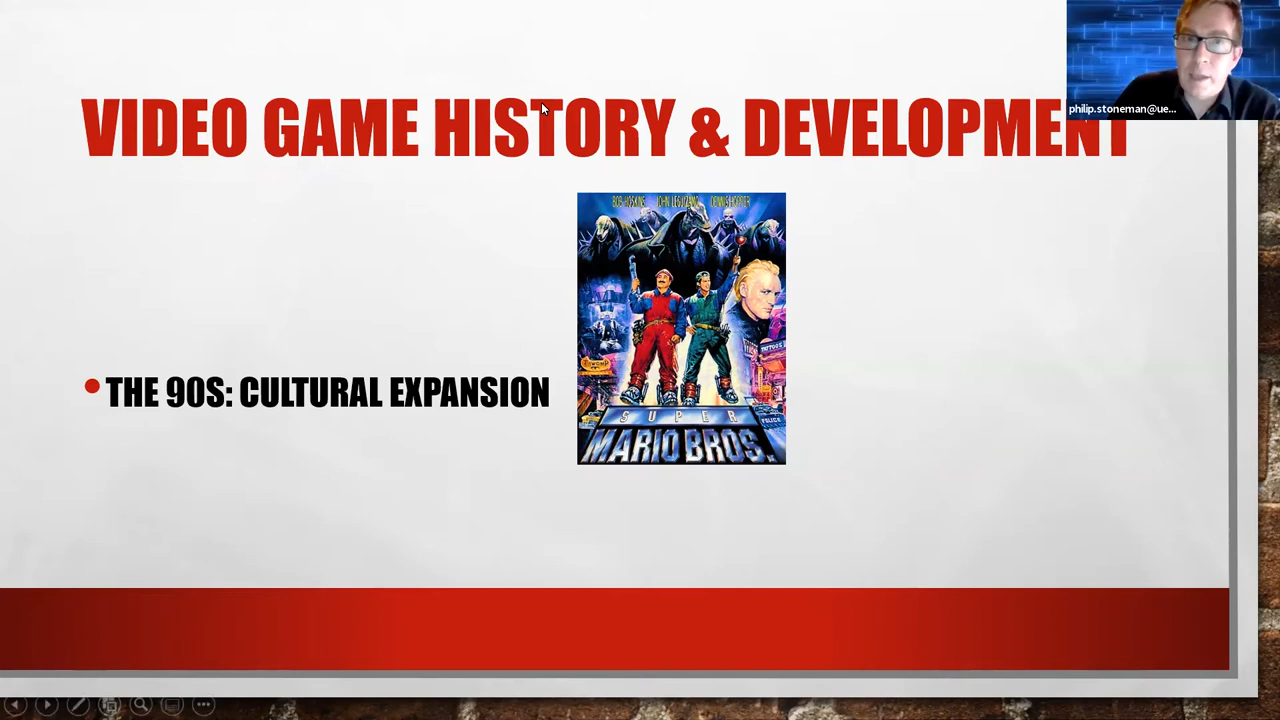 philip.stoneman@ue...
VIDEO GAME HISTORY & DEVELOPMENT
BOB HOSKINS JOHN LEGUIZAMO DENNIS HOPPER
THE 90S: CULTURAL EXPANSION
SUPER
MARIO BROS.